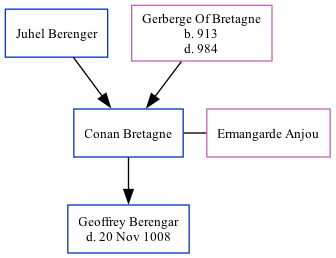 Juhel Berenger
Gerberge Of Bretagne
b. 913
d. 984
Conan Bretagne
Ermangarde Anjou
Geoffrey Berengar
d. 20 Nov 1008